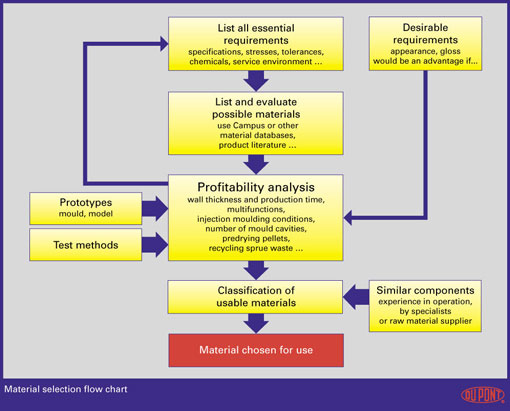 List all essential
requirements
specifications, stresses, tolerances,
chemicals, service environment ...
Desirable
requirements
appearance, gloss
would be an advantage if...
List and evaluate
possible materials
use Campus or other
material databases,
product literature ...
Profitability analysis
wall thickness and production time,
multifunctions,
injection moulding conditions,
number of mould cavities,
predrying pellets,
recycling sprue waste ...
Prototypes
mould, model
Test methods
Classification of
usable materials
Similar components
experience in operation,
by specialists
or raw material supplier
Material chosen for use
Material selection flow chart
DU PONT